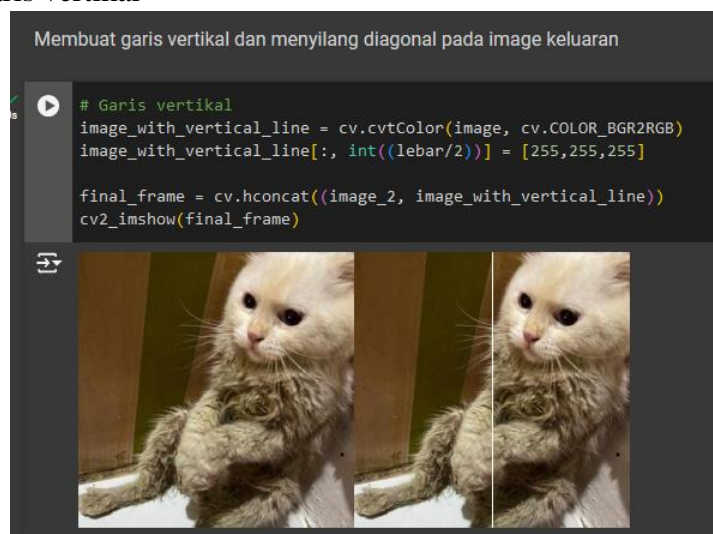 Membuat garis vertikal dan menyilang diagonal pada image keluaran
# Garis vertikal
image_with_vertical_line = cv.cvtColor(image, cv.COLOR_BGR2RGB)
image_with_vertical_line[:, int((lebar/2))] = [255,255,255]
final_frame = cv.hconcat((image_2, image_with_vertical_line))
cv2_imshow(final_frame)